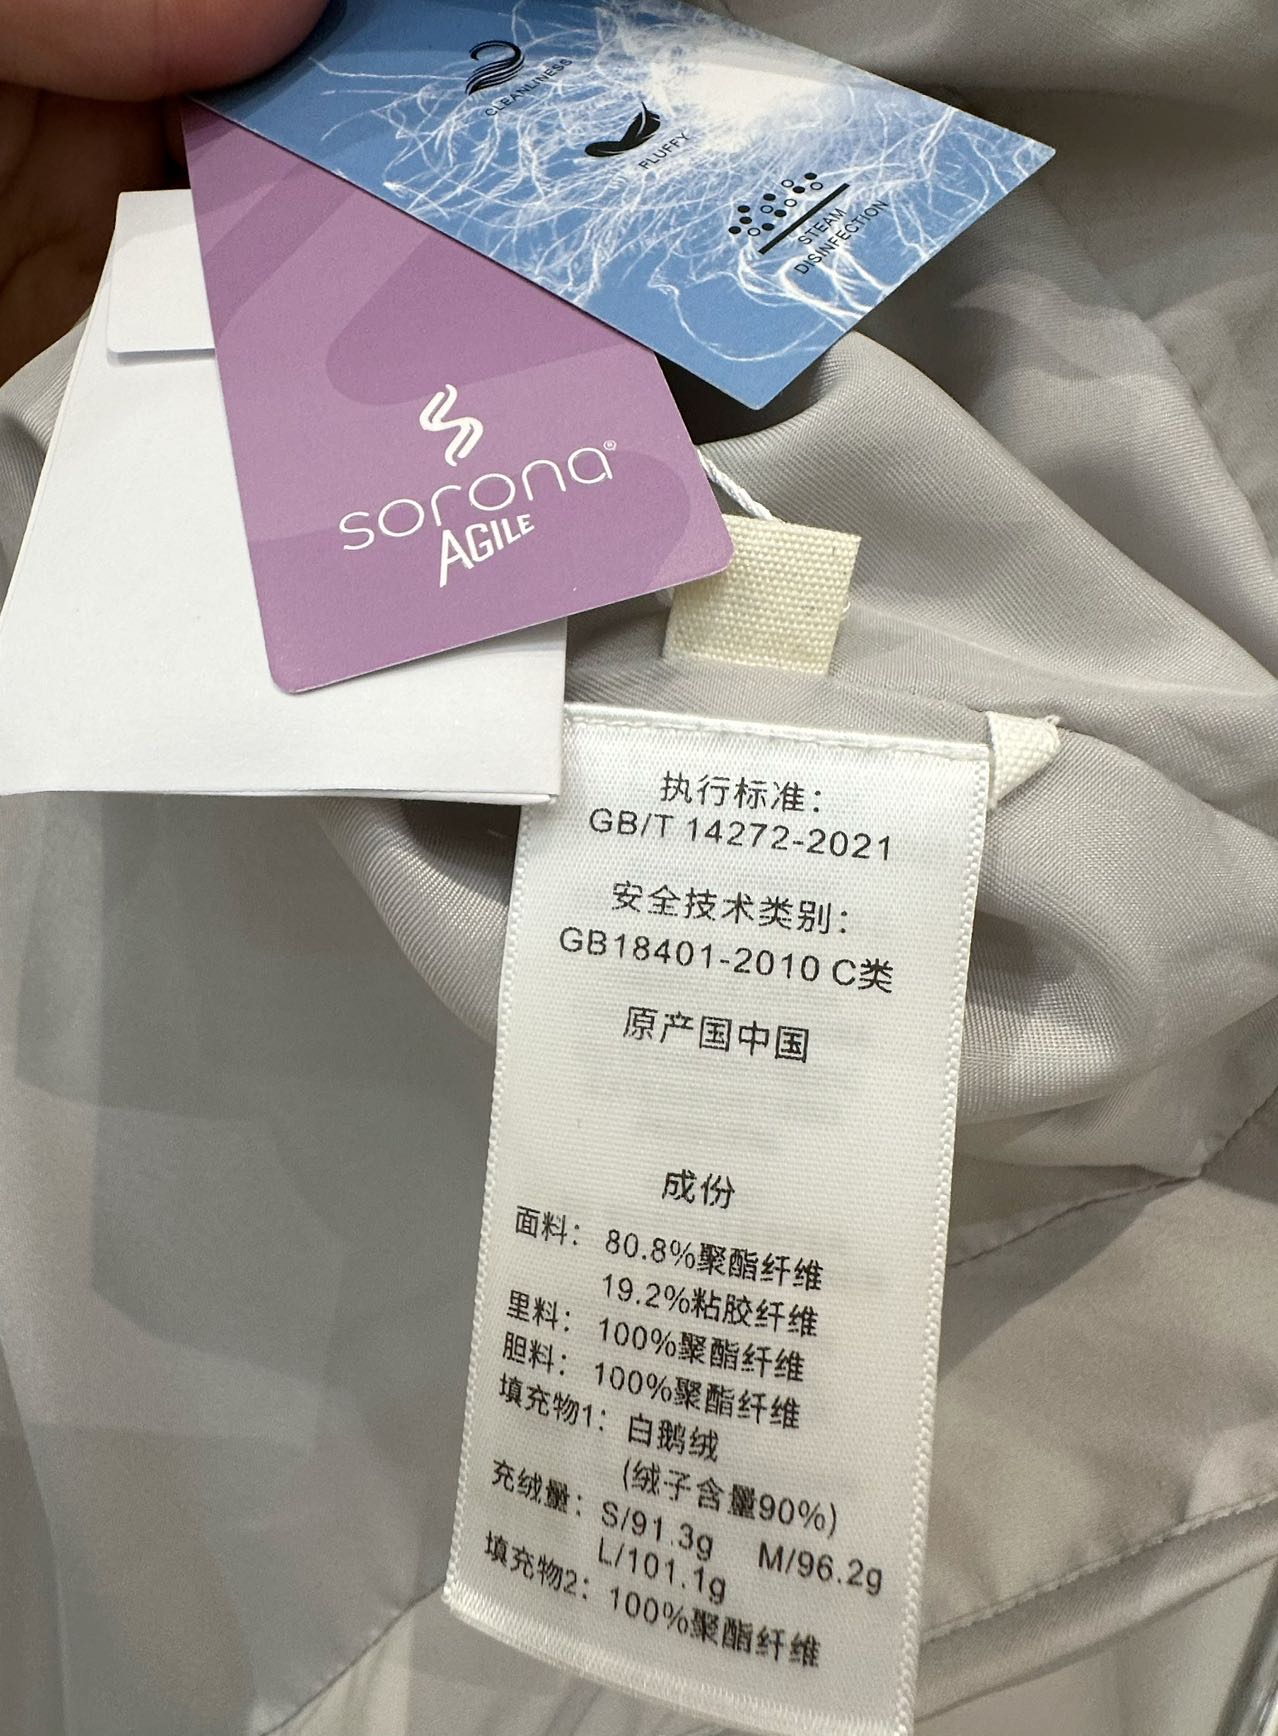 CLEANLINESS
FLUFFY
STEAM
DISINFECTION
sorona®
AGILE
执行标准：
GB/T 14272-2021
安全技术类别：
GB18401-2010 C类
原产国中国
成份
面料： 80.8%聚酯纤维
19.2%粘胶纤维
里料： 100%聚酯纤维
胆料： 100%聚酯纤维
填充物1： 白鹅绒
(绒子含量90%)
充绒量： S/91.3g M/96.2g
L/101.1g
填充物2： 100%聚酯纤维